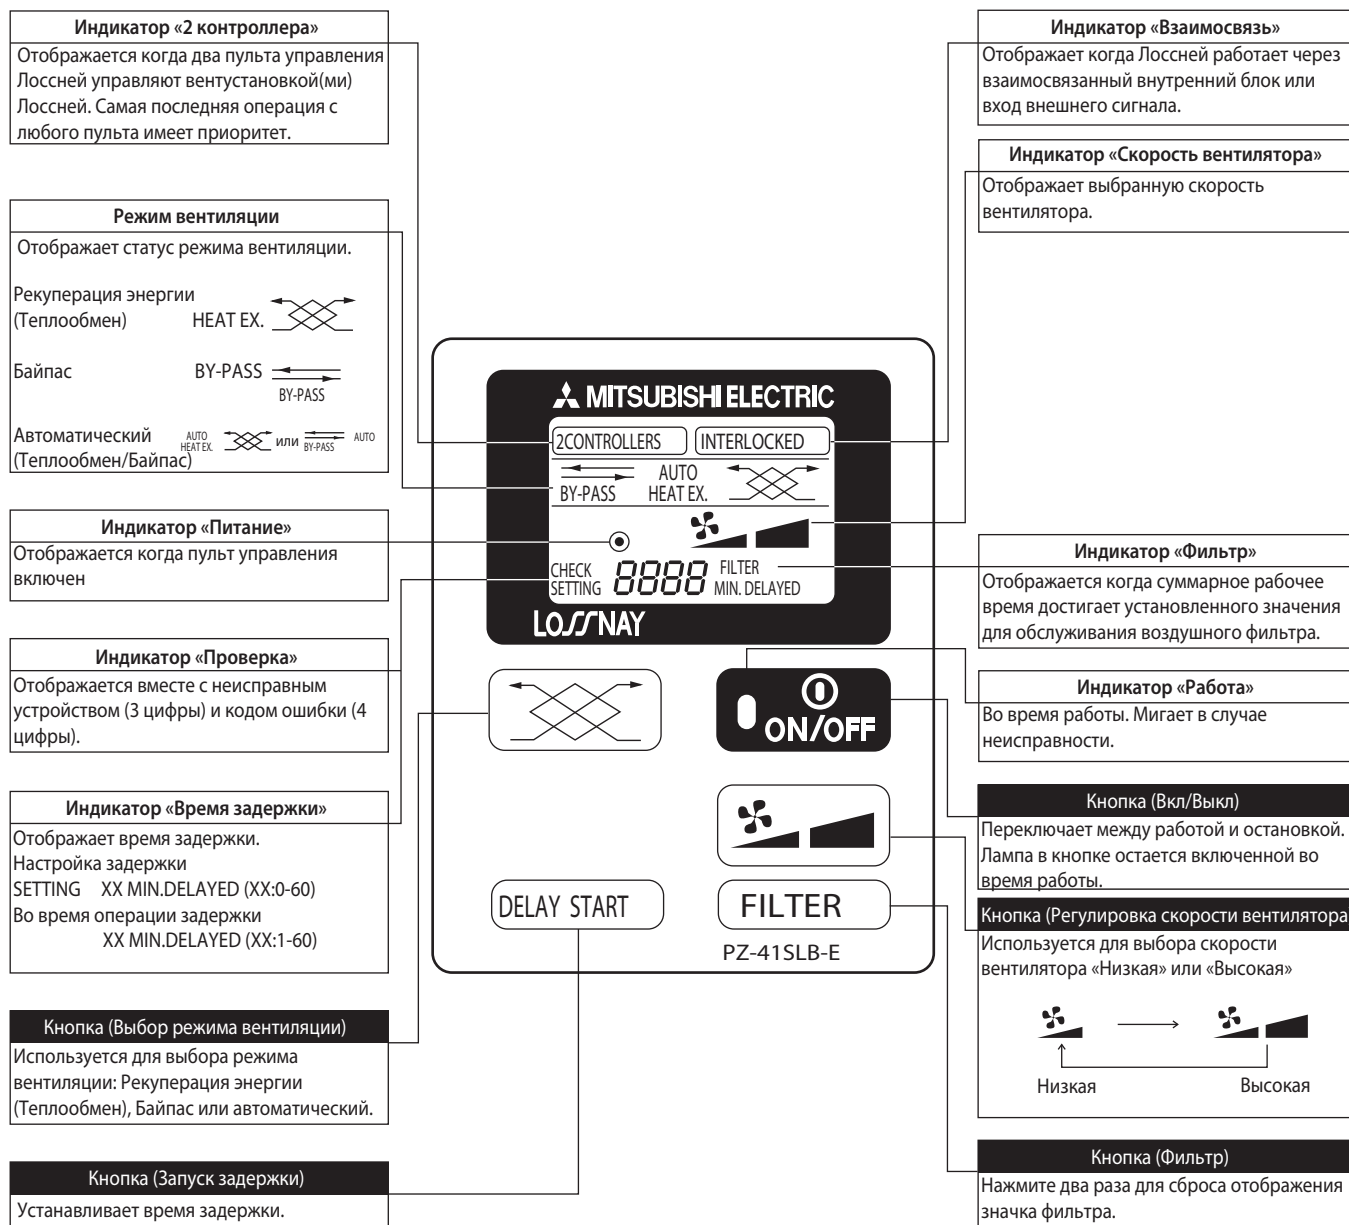 Индикатор «2 контроллера»
Отображается когда два пульта управления
Лоссней управляют вентустановкой(ми)
Лоссней. Самая последняя операция с
любого пульта имеет приоритет.
Режим вентиляции
Отображает статус режима вентиляции.
Рекуперация энергии
(Теплообмен) HEAT EX.
Байпас BY-PASS
BY-PASS
Автоматический AUTO HEAT EX. или BY-PASS AUTO
(Теплообмен/Байпас)
Индикатор «Питание»
Отображается когда пульт управления
включен
Индикатор «Проверка»
Отображается вместе с неисправным
устройством (3 цифры) и кодом ошибки (4
цифры).
Индикатор «Время задержки»
Отображает время задержки.
Настройка задержки
SETTING XX MIN.DELAYED (XX:0-60)
Во время операции задержки
XX MIN.DELAYED (XX:1-60)
Кнопка (Выбор режима вентиляции)
Используется для выбора режима
вентиляции: Рекуперация энергии
(Теплообмен), Байпас или автоматический.
Кнопка (Запуск задержки)
Устанавливает время задержки.
MITSUBISHI ELECTRIC
2CONTROLLERS INTERLOCKED
BY-PASS AUTO HEAT EX.
CHECK SETTING 8888 FILTER MIN. DELAYED
LOSSNAY
ON/OFF
DELAY START FILTER
PZ-41SLB-E
Индикатор «Взаимосвязь»
Отображает когда Лоссней работает через
взаимосвязанный внутренний блок или
вход внешнего сигнала.
Индикатор «Скорость вентилятора»
Отображает выбранную скорость
вентилятора.
Индикатор «Фильтр»
Отображается когда суммарное рабочее
время достигает установленного значения
для обслуживания воздушного фильтра.
Индикатор «Работа»
Во время работы. Мигает в случае
неисправности.
Кнопка (Вкл/Выкл)
Переключает между работой и остановкой.
Лампа в кнопке остается включенной во
время работы.
Кнопка (Регулировка скорости вентилятора
Используется для выбора скорости
вентилятора «Низкая» или «Высокая»
Низкая Высокая
Кнопка (Фильтр)
Нажмите два раза для сброса отображения
значка фильтра.